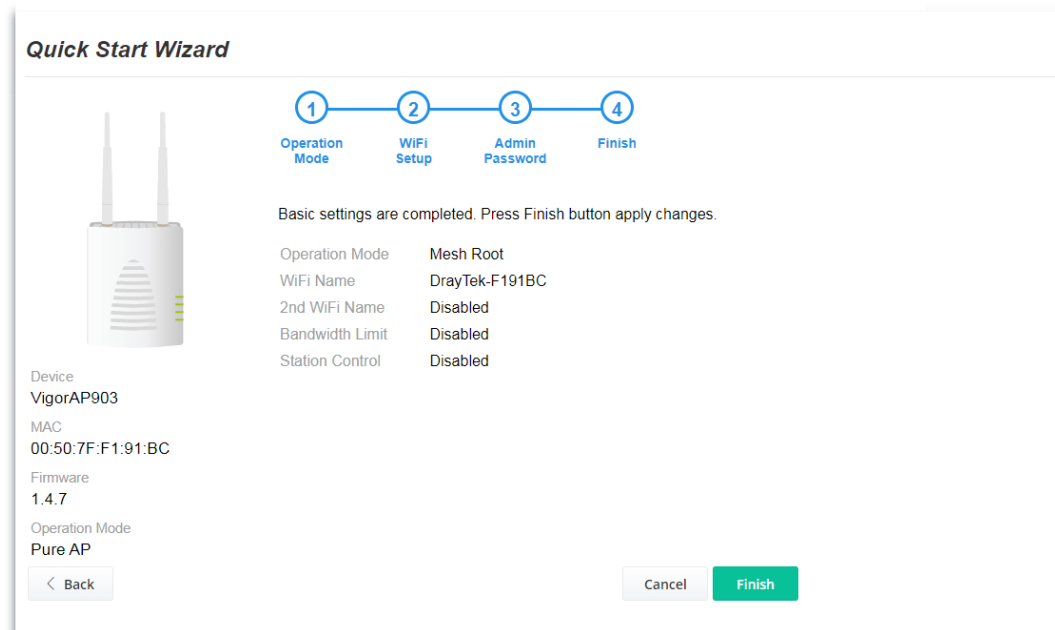 Quick Start Wizard
1
2
3
4
Operation
Mode
WiFi
Setup
Admin
Password
Finish
Basic settings are completed. Press Finish button apply changes.
Operation Mode Mesh Root
WiFi Name DrayTek-F191BC
2nd WiFi Name Disabled
Bandwidth Limit Disabled
Station Control Disabled
Device
VigorAP903
MAC
00:50:7F:F1:91:BC
Firmware
1.4.7
Operation Mode
Pure AP
< Back
Cancel
Finish